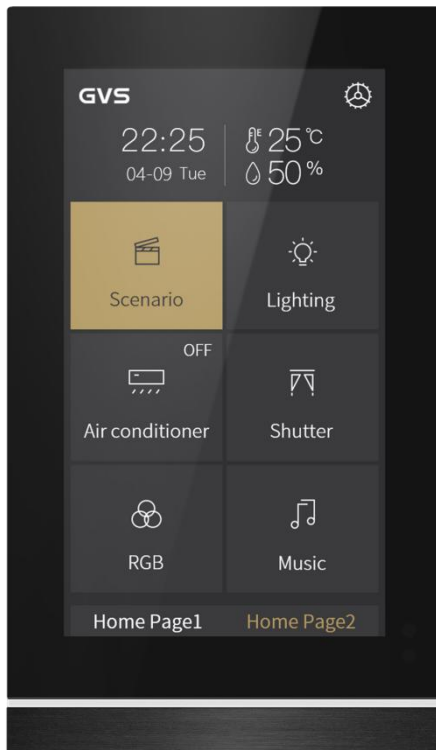 GVS
22:25
04-09 Tue
E 25℃
50%
Scenario
Lighting
OFF
Air conditioner
Shutter
RGB
Music
Home Page1
Home Page2